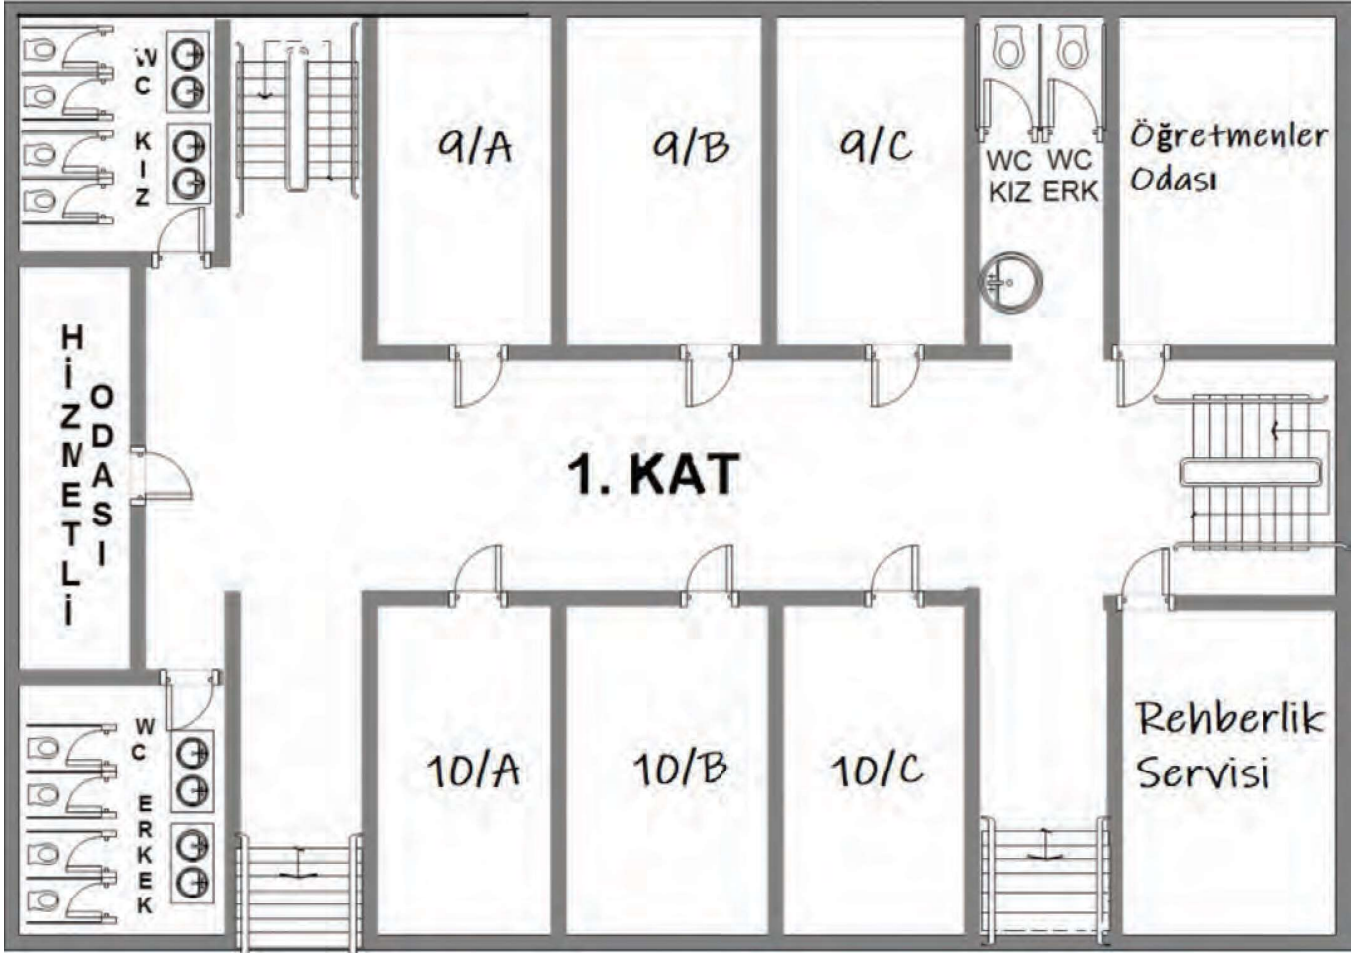 WC KIZ
9/A
9/B
9/C
WC WC
KIZ ERK
Öğretmenler
Odası
HİZMETLİ
ODASI
1. KAT
WC ERKEK
10/A
10/B
10/C
Rehberlik
Servisi